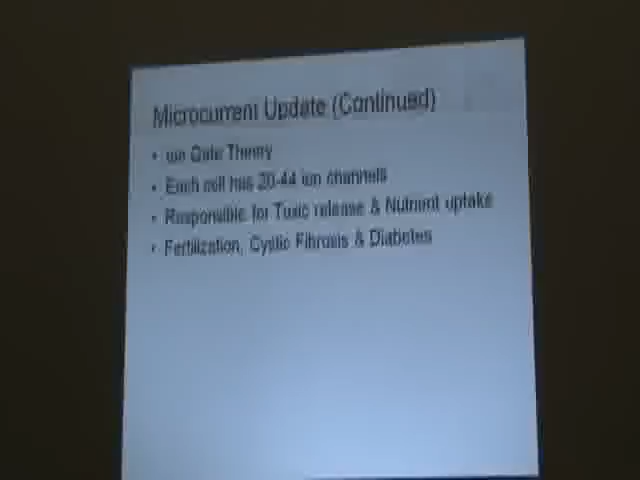 Microcurrent Update (Continued)
• Ion Gate Theory
• Each cell has 20-44 ion channels
• Responsible for Toxic release & Nutrient uptake
• Fertilization, Cystic Fibrosis & Diabetes